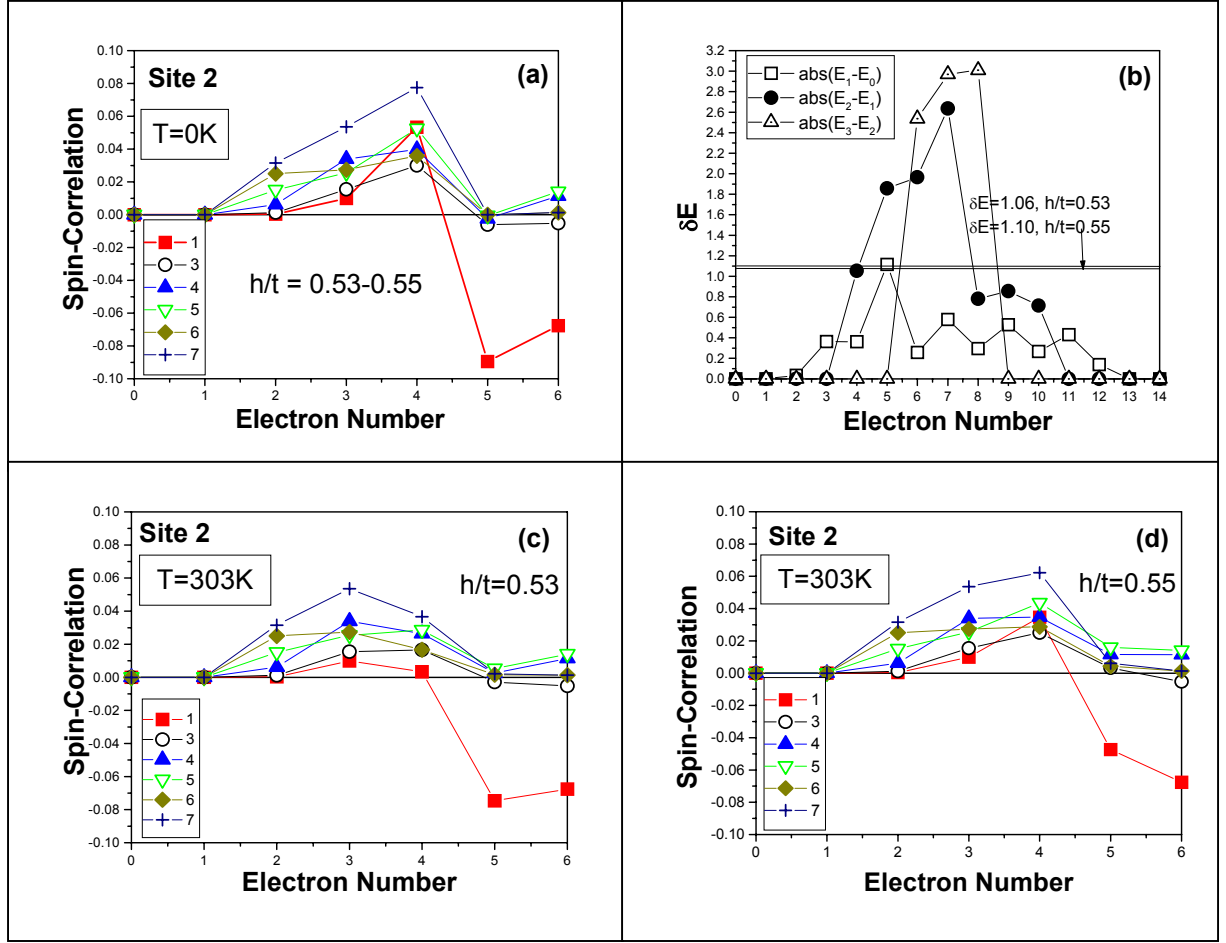 (a)
Site 2
T=0K
h/t = 0.53-0.55
0.10
0.08
0.06
0.04
0.02
0.00
-0.02
-0.04
-0.06
-0.08
-0.10
Spin-Correlation
1
3
4
5
6
7
0 1 2 3 4 5 6
Electron Number
(b)
abs(E1-E0)
abs(E2-E1)
abs(E3-E2)
δE=1.06, h/t=0.53
δE=1.10, h/t=0.55
3.2
3.0
2.8
2.6
2.4
2.2
2.0
1.8
1.6
1.4
1.2
1.0
0.8
0.6
0.4
0.2
0.0
δE
0 1 2 3 4 5 6 7 8 9 10 11 12 13 14
Electron Number
Site 2
(c)
T=303K
h/t=0.53
0.10
0.08
0.06
0.04
0.02
0.00
-0.02
-0.04
-0.06
-0.08
-0.10
Spin-Correlation
1
3
4
5
6
7
0 1 2 3 4 5 6
Electron Number
Site 2
(d)
T=303K
h/t=0.55
0.10
0.08
0.06
0.04
0.02
0.00
-0.02
-0.04
-0.06
-0.08
-0.10
Spin-Correlation
1
3
4
5
6
7
0 1 2 3 4 5 6
Electron Number